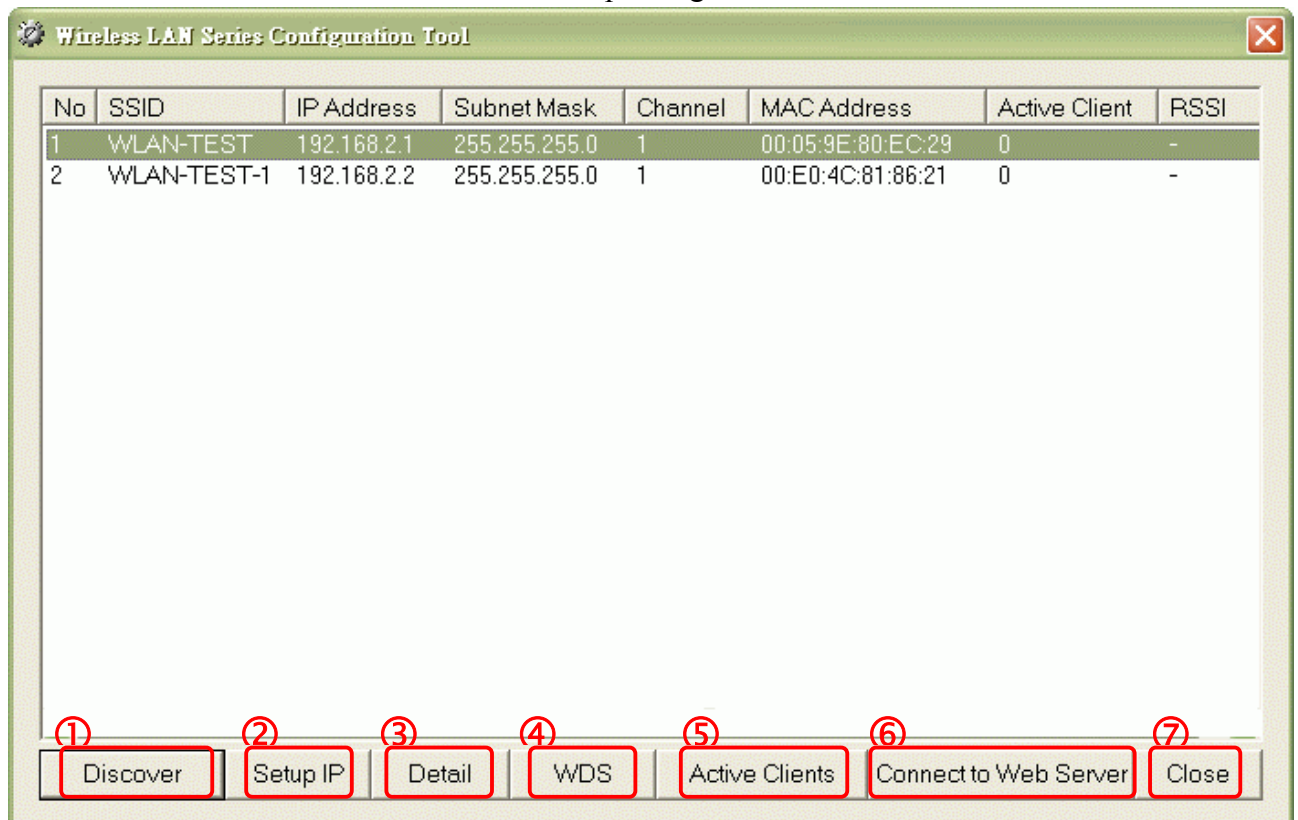 Wireless LAN Series Configuration Tool
No SSID IP Address Subnet Mask Channel MAC Address Active Client RSSI
1 WLAN-TEST 192.168.2.1 255.255.255.0 1 00:05:9E:80:EC:29 0 -
2 WLAN-TEST-1 192.168.2.2 255.255.255.0 1 00:E0:4C:81:86:21 0 -
① ② ③ ④ ⑤ ⑥ ⑦
Discover Setup IP Detail WDS Active Clients Connect to Web Server Close